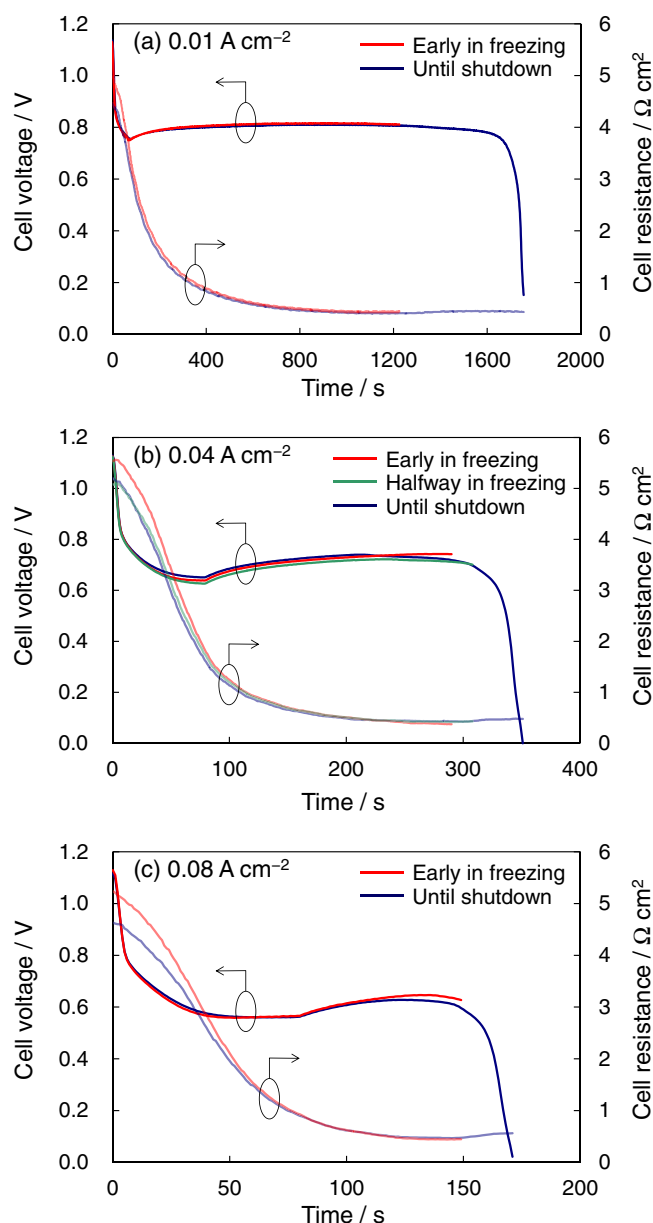 (a) 0.01 A cm⁻²
Early in freezing
Until shutdown
Cell voltage / V
1.2
1.0
0.8
0.6
0.4
0.2
0.0
6
5
4
3
2
1
0
Cell resistance / Ω cm²
0 400 800 1200 1600 2000
Time / s
(b) 0.04 A cm⁻²
Early in freezing
Halfway in freezing
Until shutdown
Cell voltage / V
1.2
1.0
0.8
0.6
0.4
0.2
0.0
6
5
4
3
2
1
0
Cell resistance / Ω cm²
0 100 200 300 400
Time / s
(c) 0.08 A cm⁻²
Early in freezing
Until shutdown
Cell voltage / V
1.2
1.0
0.8
0.6
0.4
0.2
0.0
6
5
4
3
2
1
0
Cell resistance / Ω cm²
0 50 100 150 200
Time / s